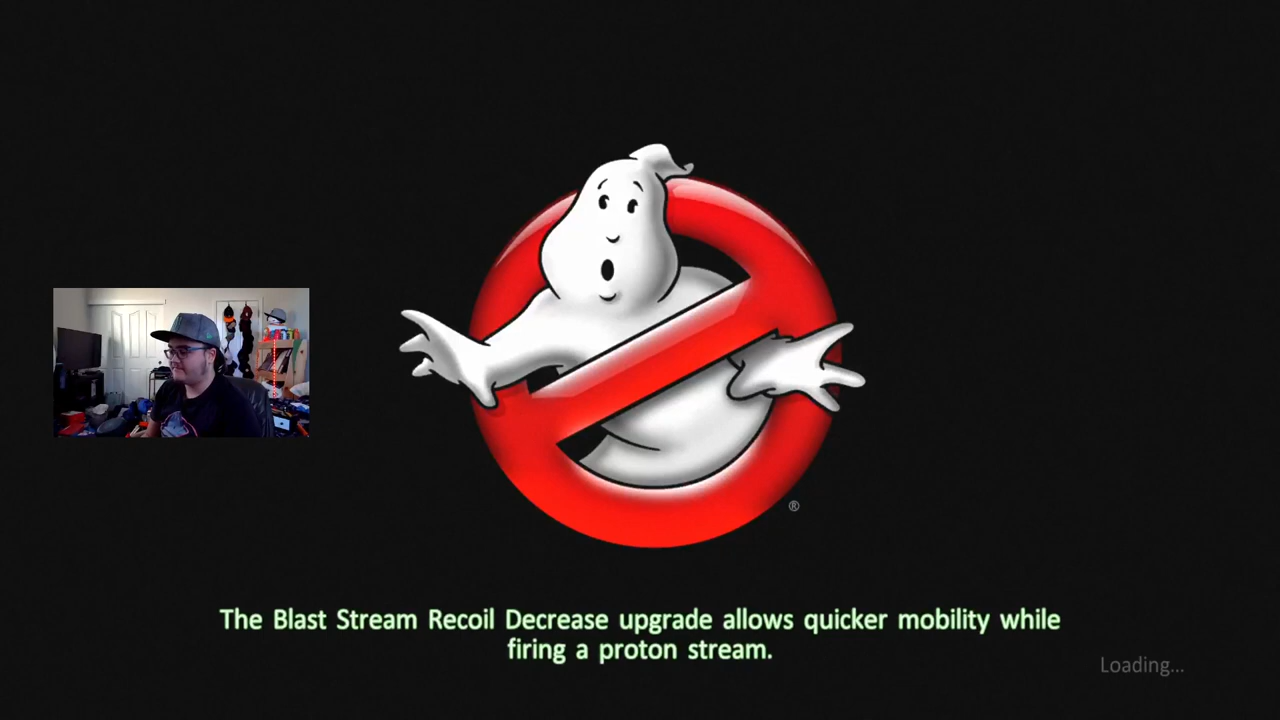 ®
The Blast Stream Recoil Decrease upgrade allows quicker mobility while
firing a proton stream.
Loading...